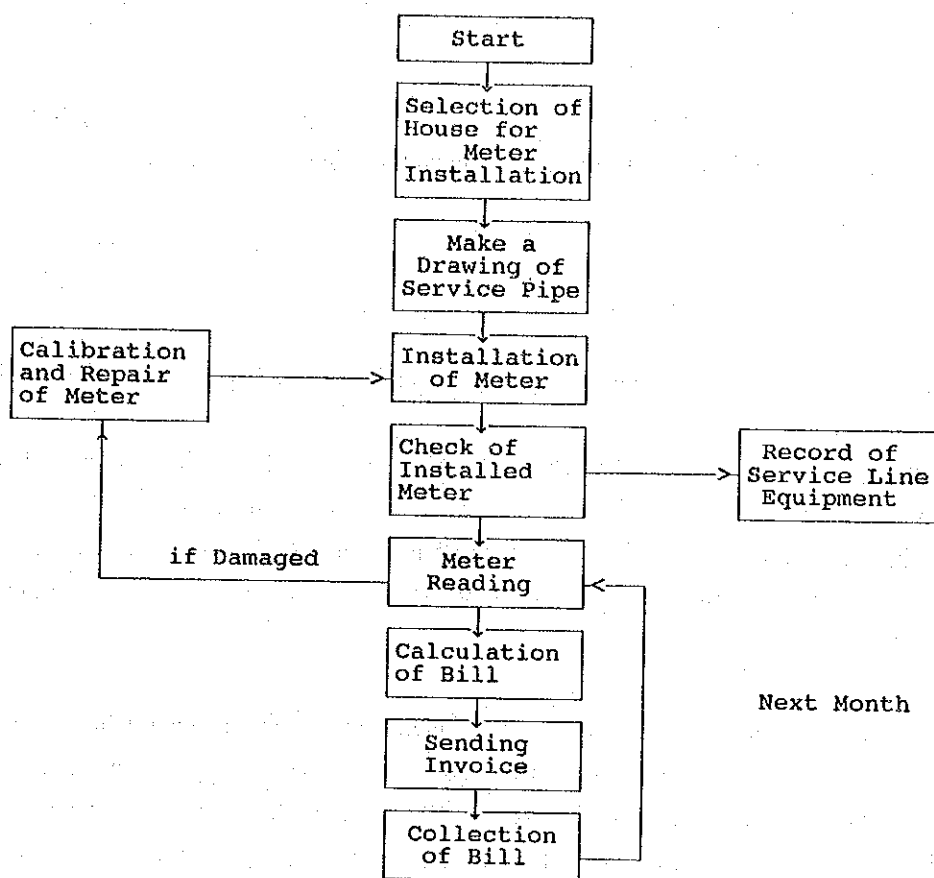 Start
Selection of
House for
Meter
Installation
Make a
Drawing of
Service Pipe
Calibration
and Repair
of Meter
Installation
of Meter
Check of
Installed
Meter
Record of
Service Line
Equipment
if Damaged
Meter
Reading
Calculation
of Bill
Next Month
Sending
Invoice
Collection
of Bill